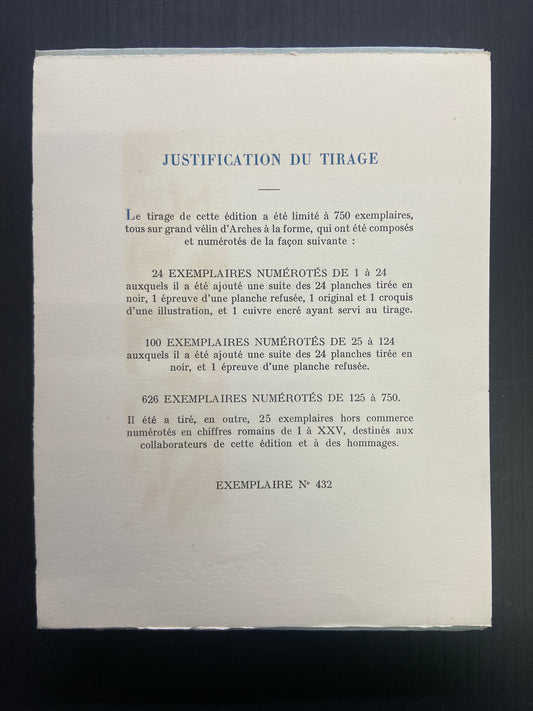 JUSTIFICATION DU TIRAGE
Le tirage de cette édition a été limité à 750 exemplaires,
tous sur grand vélin d'Arches à la forme, qui ont été composés
et numérotés de la façon suivante :
24 EXEMPLAIRES NUMÉROTÉS DE 1 à 24
auxquels il a été ajouté une suite des 24 planches tirée en
noir, 1 épreuve d'une planche refusée, 1 original et 1 croquis
d'une illustration, et 1 cuivre encré ayant servi au tirage.
100 EXEMPLAIRES NUMÉROTÉS DE 25 à 124
auxquels il a été ajouté une suite des 24 planches tirée en
noir, et 1 épreuve d'une planche refusée.
626 EXEMPLAIRES NUMÉROTÉS DE 125 à 750.
Il été a tiré, en outre, 25 exemplaires hors commerce
numérotés en chiffres romains de I à XXV, destinés aux
collaborateurs de cette édition et à des hommages.
EXEMPLAIRE N° 432